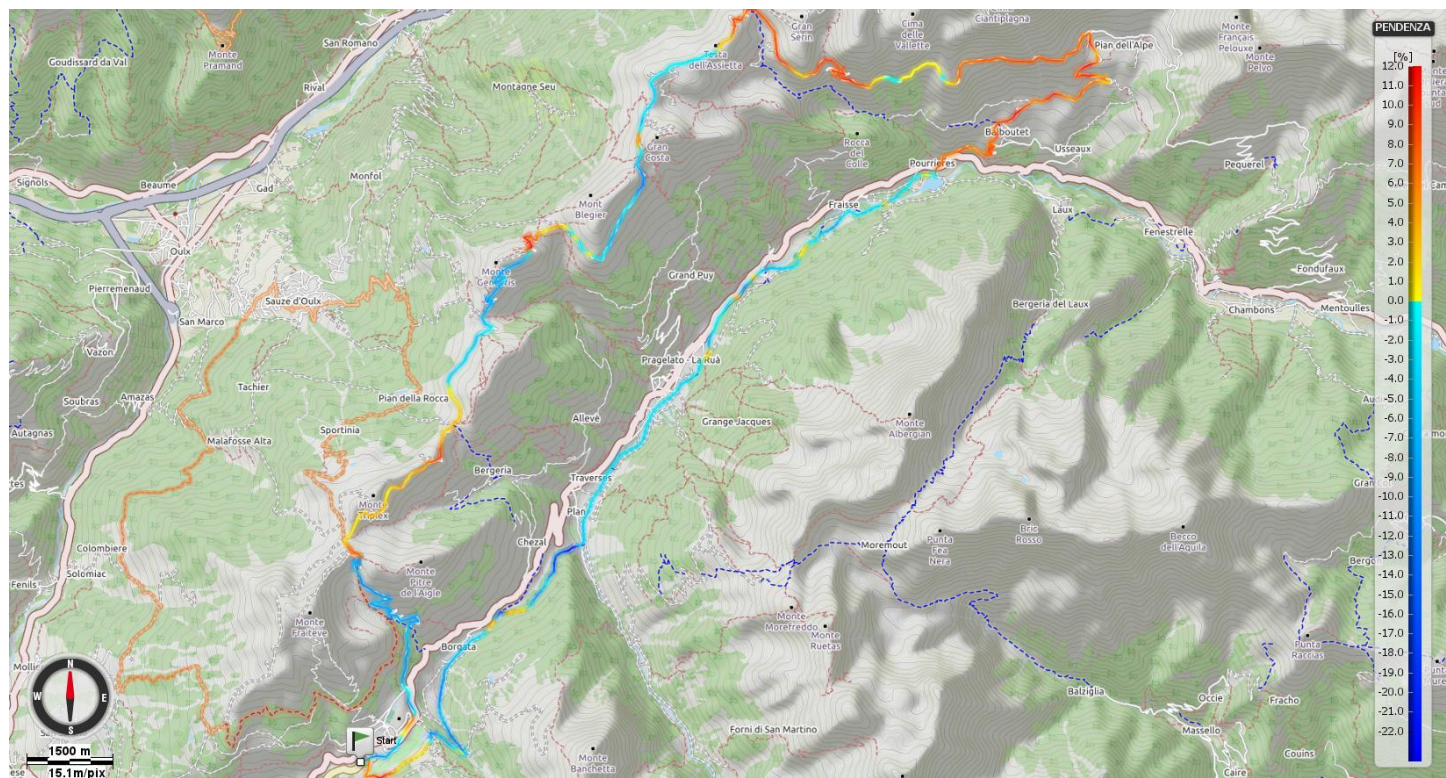 PENDENZA
[%]
12.0
11.0
10.0
9.0
8.0
7.0
6.0
5.0
4.0
3.0
2.0
1.0
0.0
-1.0
-2.0
-3.0
-4.0
-5.0
-6.0
-7.0
-8.0
-9.0
-10.0
-11.0
-12.0
-13.0
-14.0
-15.0
-16.0
-17.0
-18.0
-19.0
-20.0
-21.0
-22.0
Goudissard da Val
Monte
Pramand
San Romano
Rival
Montagne Seu
Testa
dell'Assietta
Gran
Serin
Cima
delle
Vallette
Ciantiplagna
Pian dell'Alpe
Monte
Français
Pelouxe
Monte
Pelvo
Signols
Beaume
Gad
Monfol
Gran
Costa
Rocca
del
Colle
Balboutet
Usseaux
Pourrieres
Pequerel
Oulx
Mont
Blegier
Fraisse
Laux
Fenestrelle
Pierremenaud
Sauze d'Oulx
Monte
Genevris
Grand Puy
Bergeria del Laux
Fondufaux
San Marco
Chambons
Mentoulles
Vazon
Pragelato - La Ruà
Soubras
Amazas
Tachier
Pian della Rocca
Allevé
Grange Jacques
Monte
Albergian
Autagnas
Malafosse Alta
Sportinia
Bergeria
Traverses
Mont
Triplex
Plan
Chezal
Colombiere
Solomiac
Fenils
Monte
Pitre
de l'Aigle
Moremout
Punta
Fea
Nera
Bric
Rosso
Becco
dell'Aquila
Monte
Fraiteve
Monte
Morefreddo
Monte
Ruetas
Punta
Raccias
Borgata
N
W
E
S
Balziglia
Occie
Fracho
Start
Forni di San Martino
Massello
Monte
Banchetta
Couins
Caire
1500 m
15.1m/pix